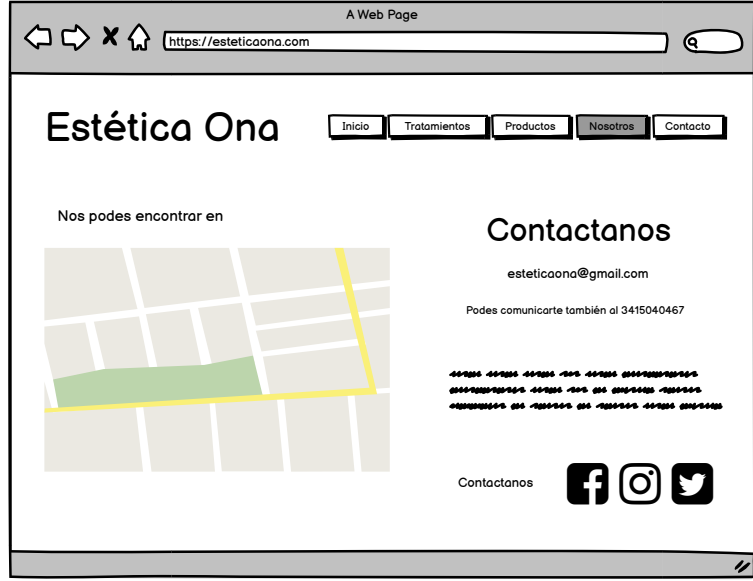 A Web Page
https://esteticaona.com
Estética Ona
Inicio
Tratamientos
Productos
Nosotros
Contacto
Nos podes encontrar en
Contactanos
esteticaona@gmail.com
Podes comunicarte también al 3415040467
Contactanos